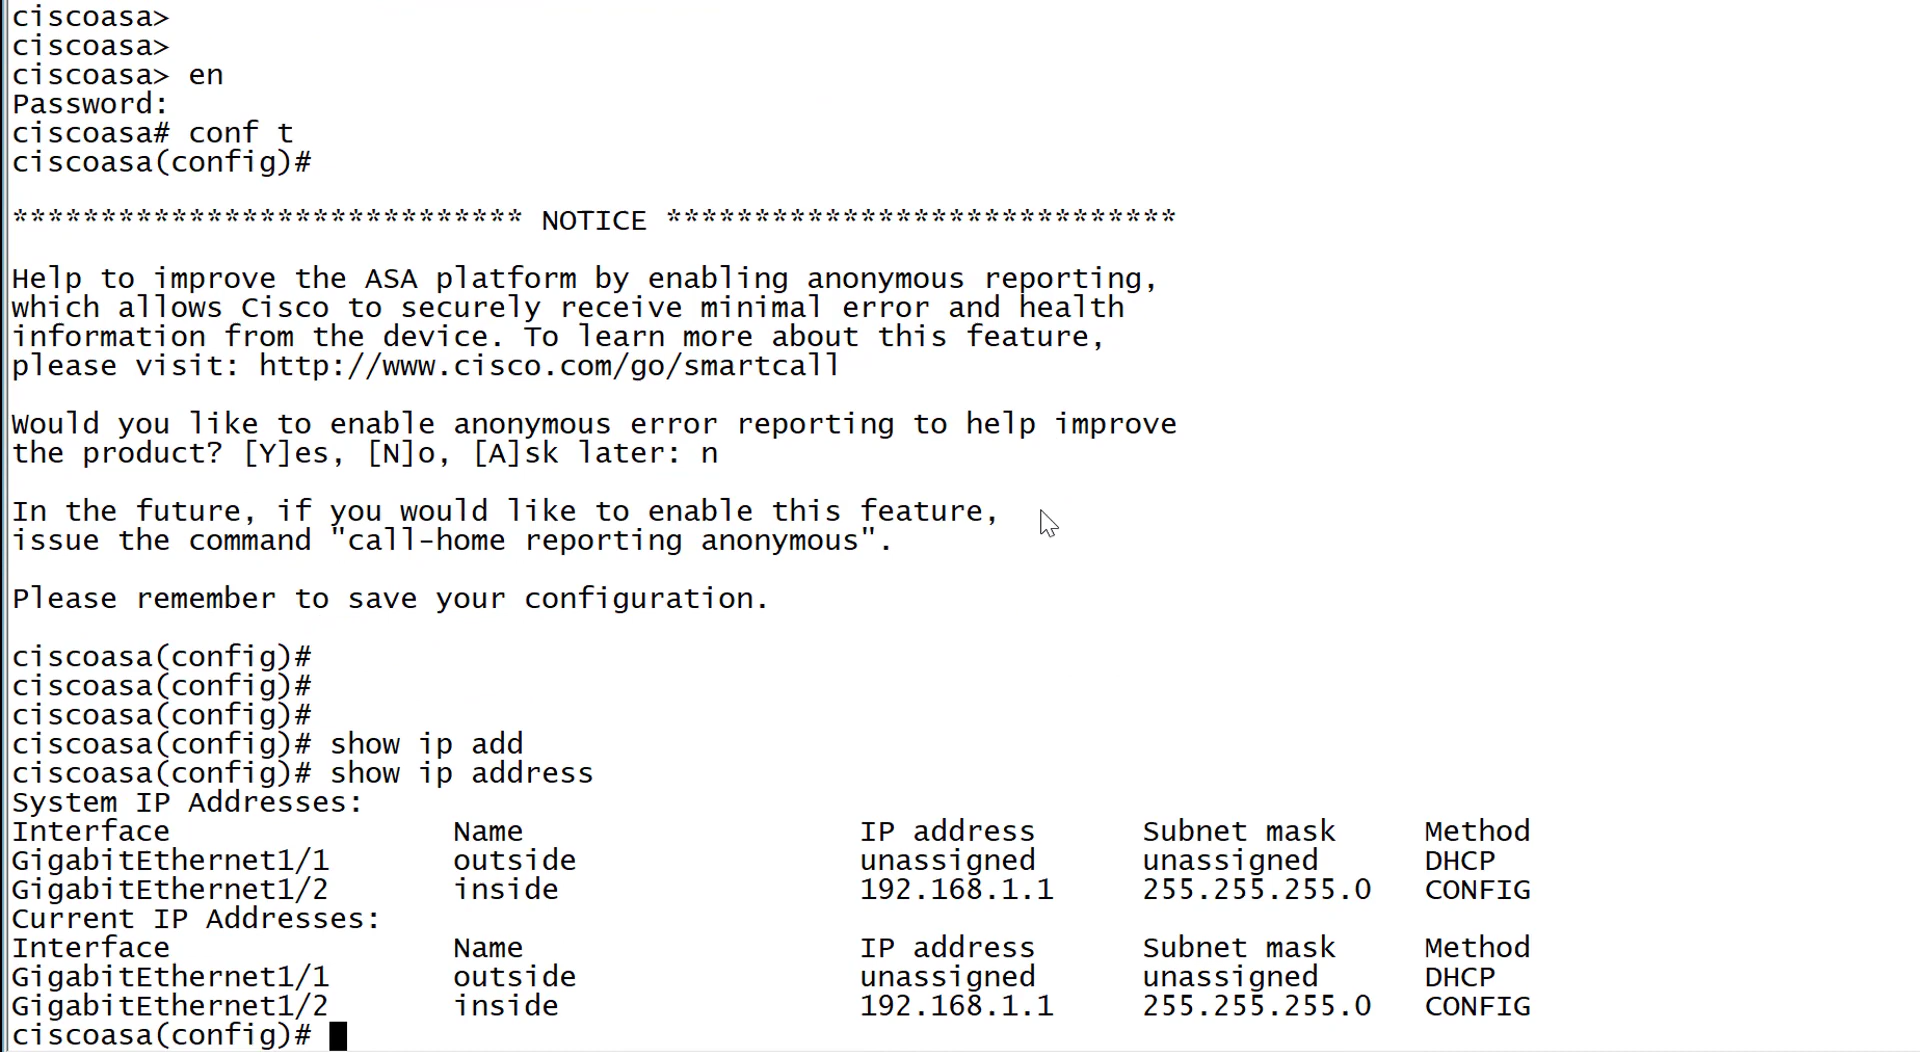 ciscoasa>
ciscoasa>
ciscoasa> en
Password:
ciscoasa# conf t
ciscoasa(config)#
***************************** NOTICE *****************************
Help to improve the ASA platform by enabling anonymous reporting,
which allows Cisco to securely receive minimal error and health
information from the device. To learn more about this feature,
please visit: http://www.cisco.com/go/smartcall
Would you like to enable anonymous error reporting to help improve
the product? [Y]es, [N]o, [A]sk later: n
In the future, if you would like to enable this feature,
issue the command "call-home reporting anonymous".
Please remember to save your configuration.
ciscoasa(config)#
ciscoasa(config)#
ciscoasa(config)#
ciscoasa(config)# show ip add
ciscoasa(config)# show ip address
System IP Addresses:
Interface                Name                   IP address      Subnet mask     Method
GigabitEthernet1/1       outside                unassigned      unassigned      DHCP
GigabitEthernet1/2       inside                 192.168.1.1     255.255.255.0   CONFIG
Current IP Addresses:
Interface                Name                   IP address      Subnet mask     Method
GigabitEthernet1/1       outside                unassigned      unassigned      DHCP
GigabitEthernet1/2       inside                 192.168.1.1     255.255.255.0   CONFIG
ciscoasa(config)#